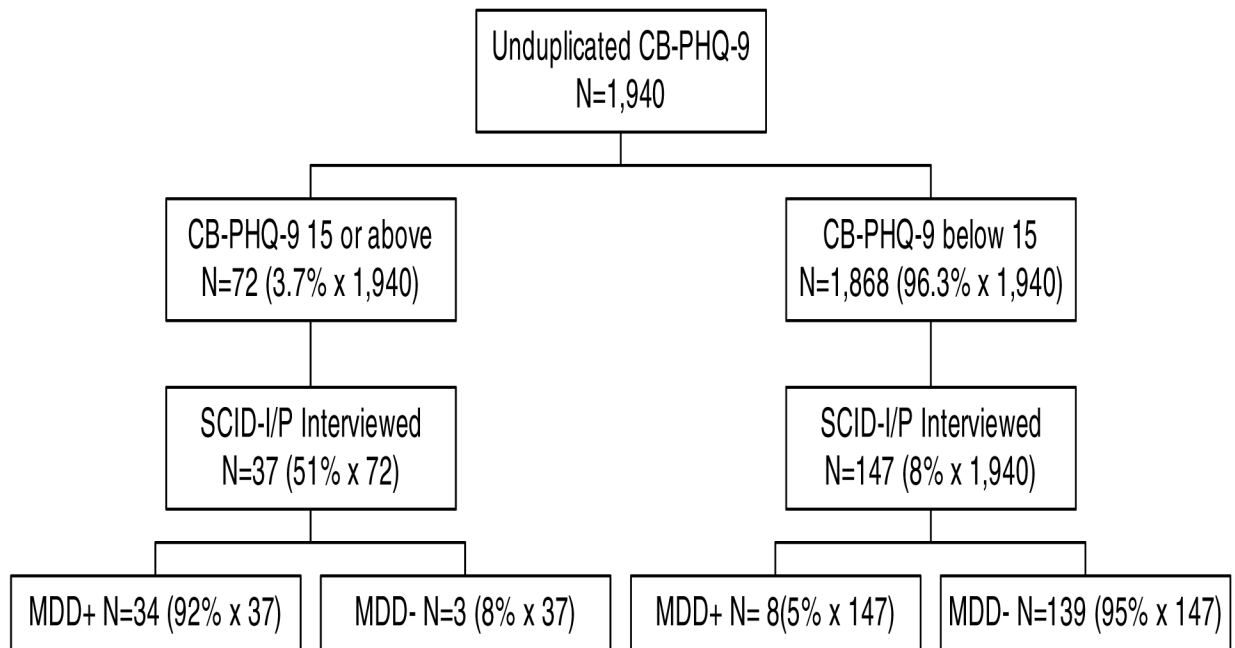 Unduplicated CB-PHQ-9
N=1,940
CB-PHQ-9 15 or above
N=72 (3.7% x 1,940)
CB-PHQ-9 below 15
N=1,868 (96.3% x 1,940)
SCID-I/P Interviewed
N=37 (51% x 72)
SCID-I/P Interviewed
N=147 (8% x 1,940)
MDD+ N=34 (92% x 37)
MDD- N=3 (8% x 37)
MDD+ N= 8(5% x 147)
MDD- N=139 (95% x 147)